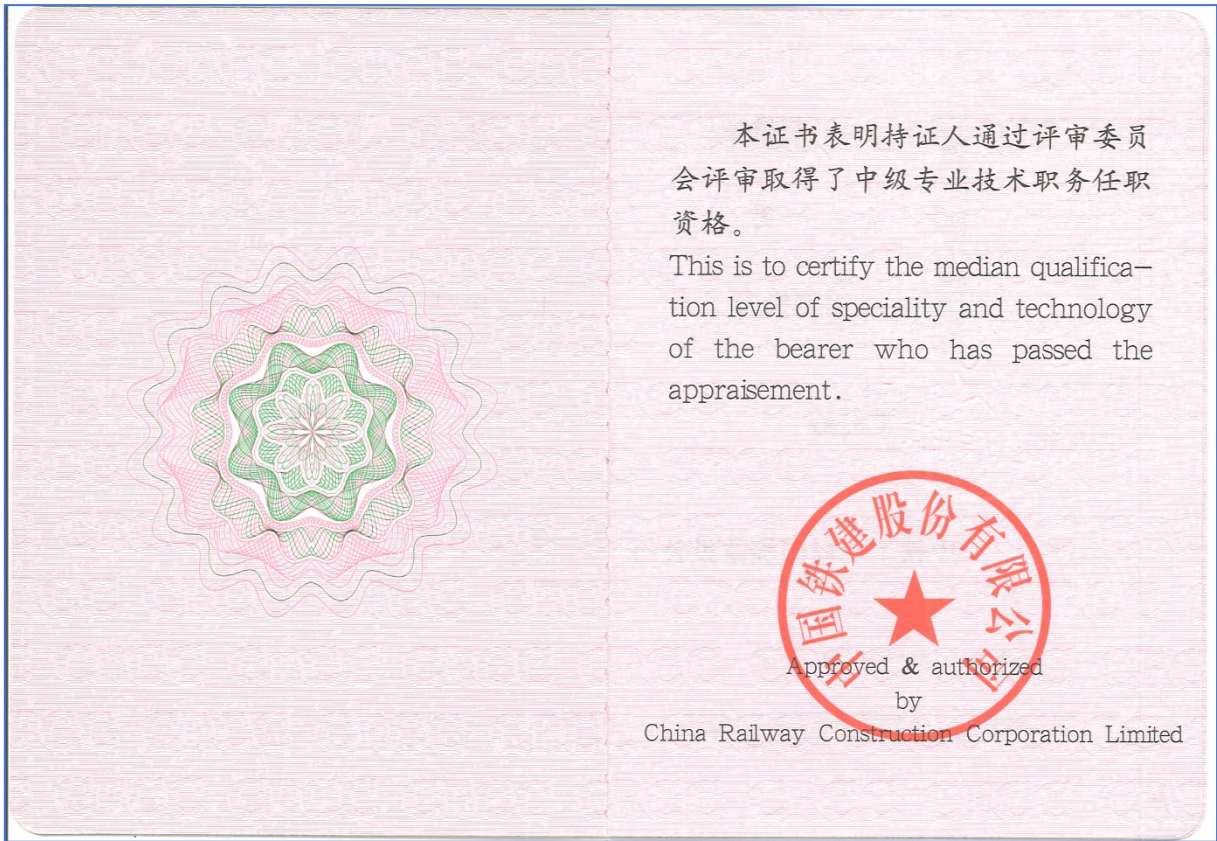 本证书表明持证人通过评审委员
会评审取得了中级专业技术职务任职
资格。
This is to certify the median qualifica–
tion level of speciality and technology
of the bearer who has passed the
appraisement.
中国铁建股份有限公司
Approved & authorized
by
China Railway Construction Corporation Limited